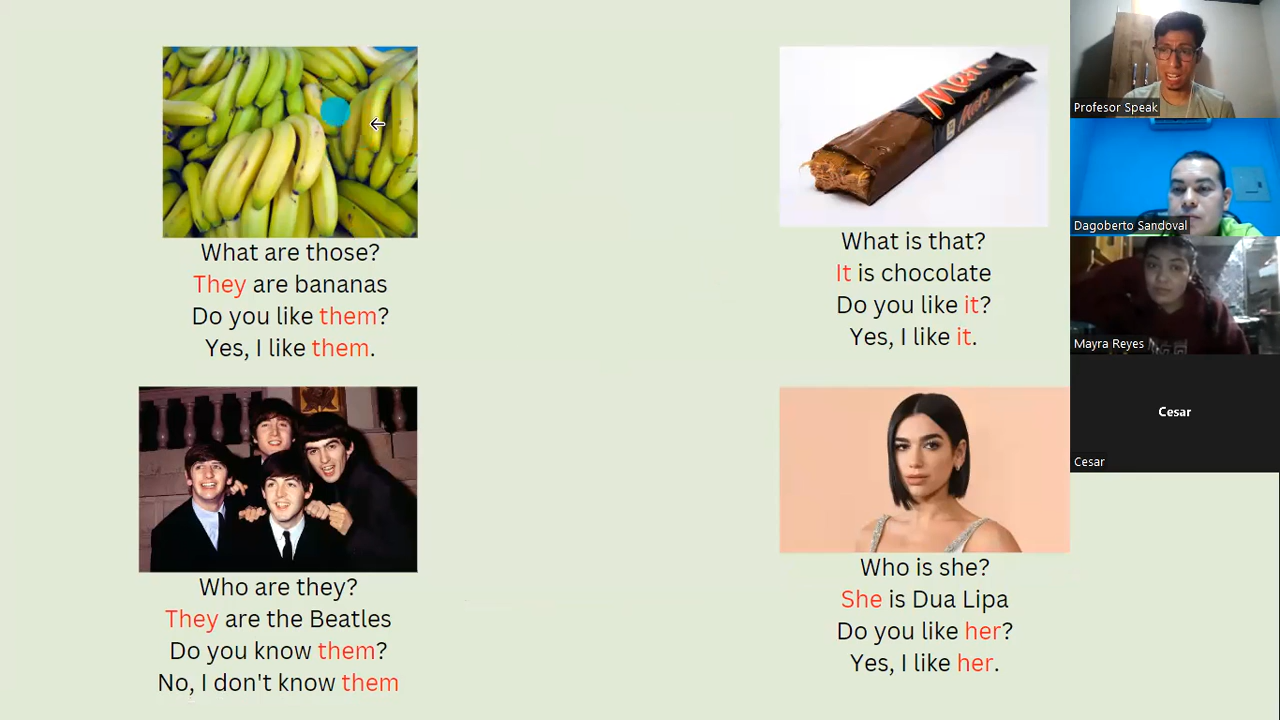 What are those?
They are bananas
Do you like them?
Yes, I like them.
Mars
What is that?
It is chocolate
Do you like it?
Yes, I like it.
Who are they?
They are the Beatles
Do you know them?
No, I don't know them
Who is she?
She is Dua Lipa
Do you like her?
Yes, I like her.
Profesor Speak
Dagoberto Sandoval
Mayra Reyes
Cesar
Cesar